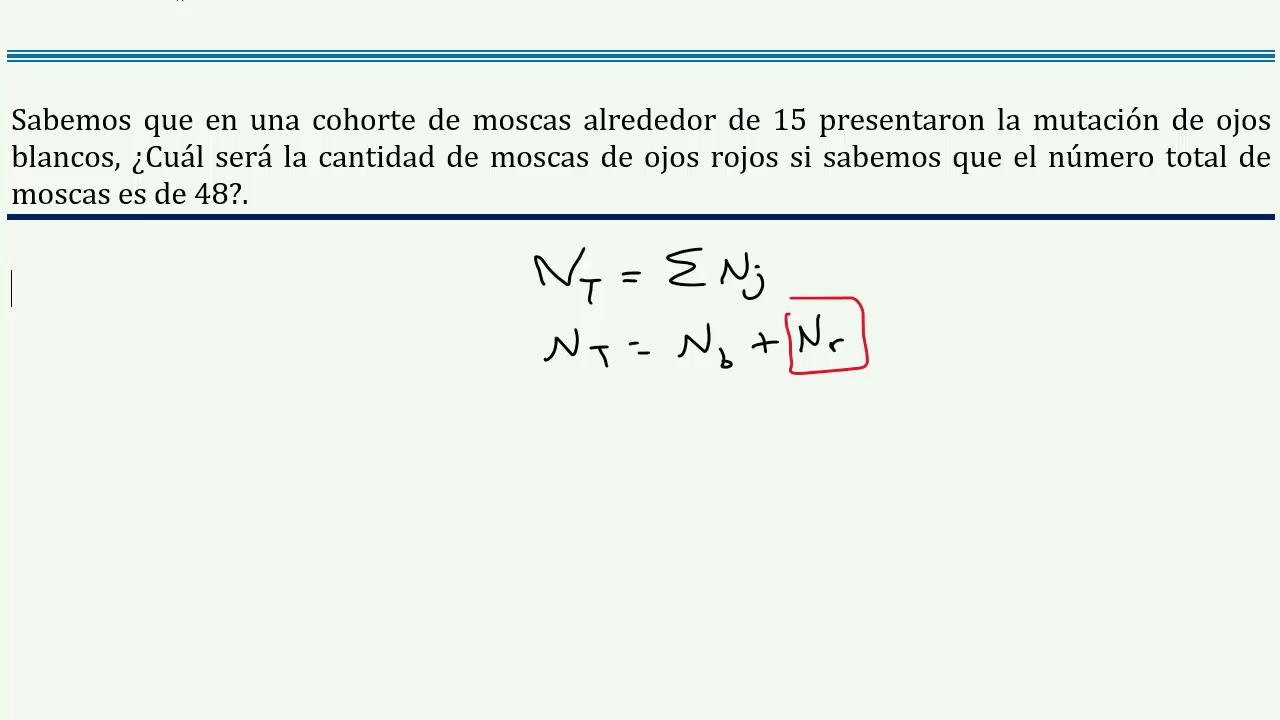 Sabemos que en una cohorte de moscas alrededor de 15 presentaron la mutación de ojos
blancos, ¿Cuál será la cantidad de moscas de ojos rojos si sabemos que el número total de
moscas es de 48?.
N_T = Σ N_j
N_T = N_b + N_r